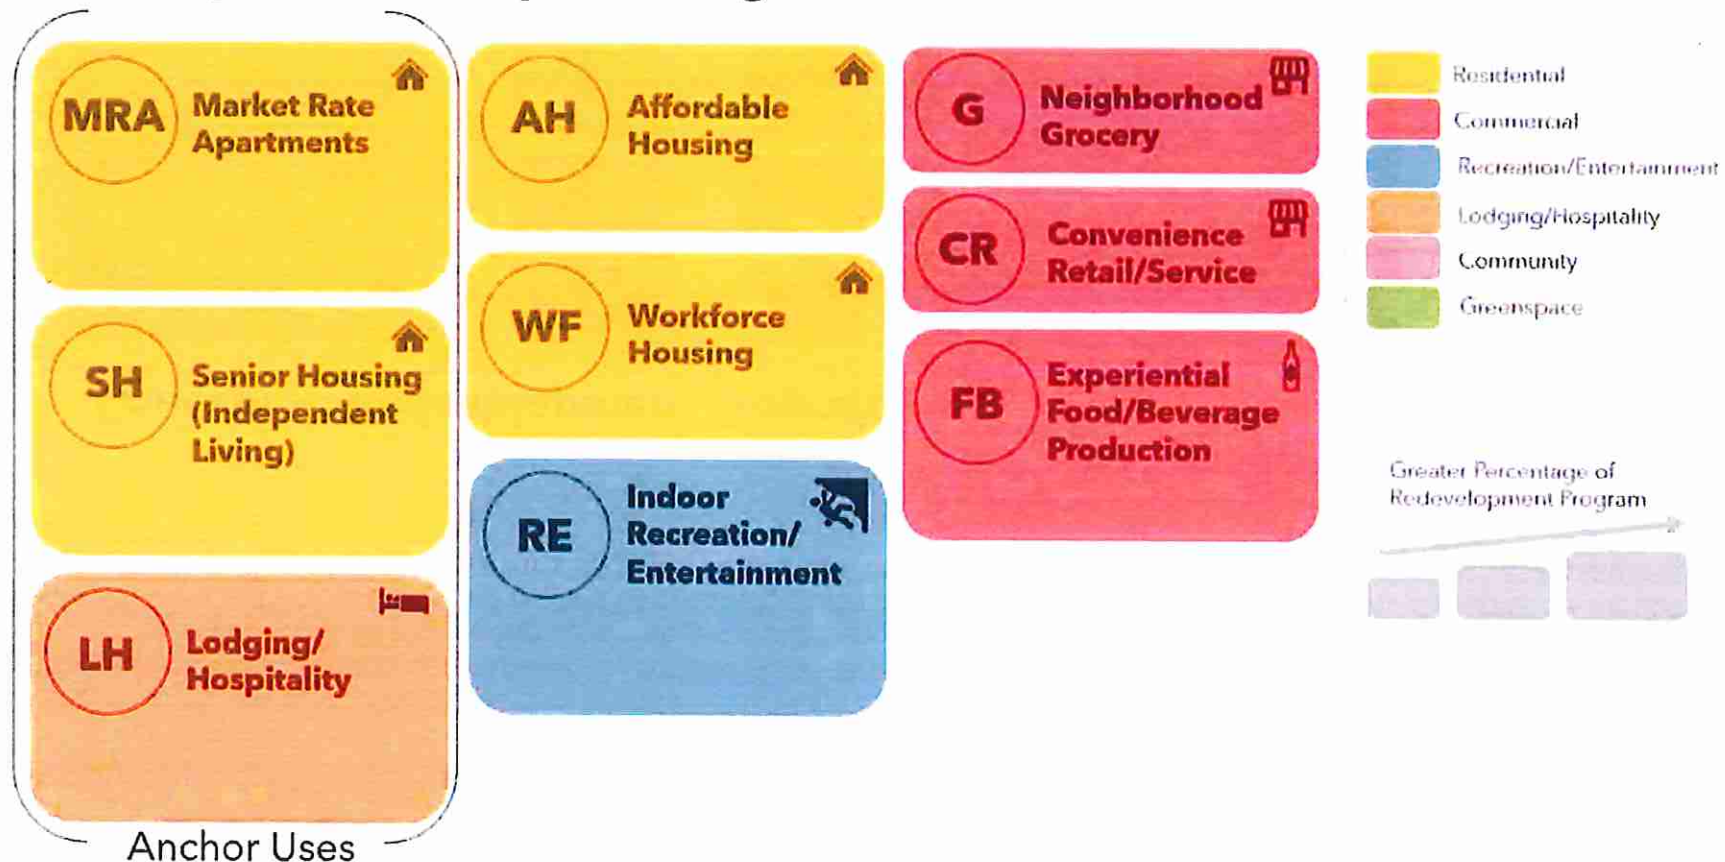 MRA
Market Rate
Apartments
SH
Senior Housing
(Independent
Living)
LH
Lodging/
Hospitality
Anchor Uses
AH
Affordable
Housing
WF
Workforce
Housing
RE
Indoor
Recreation/
Entertainment
G
Neighborhood
Grocery
CR
Convenience
Retail/Service
FB
Experiential
Food/Beverage
Production
Residential
Commercial
Recreation/Entertainment
Lodging/Hospitality
Community
Greenspace
Greater Percentage of
Redevelopment Program